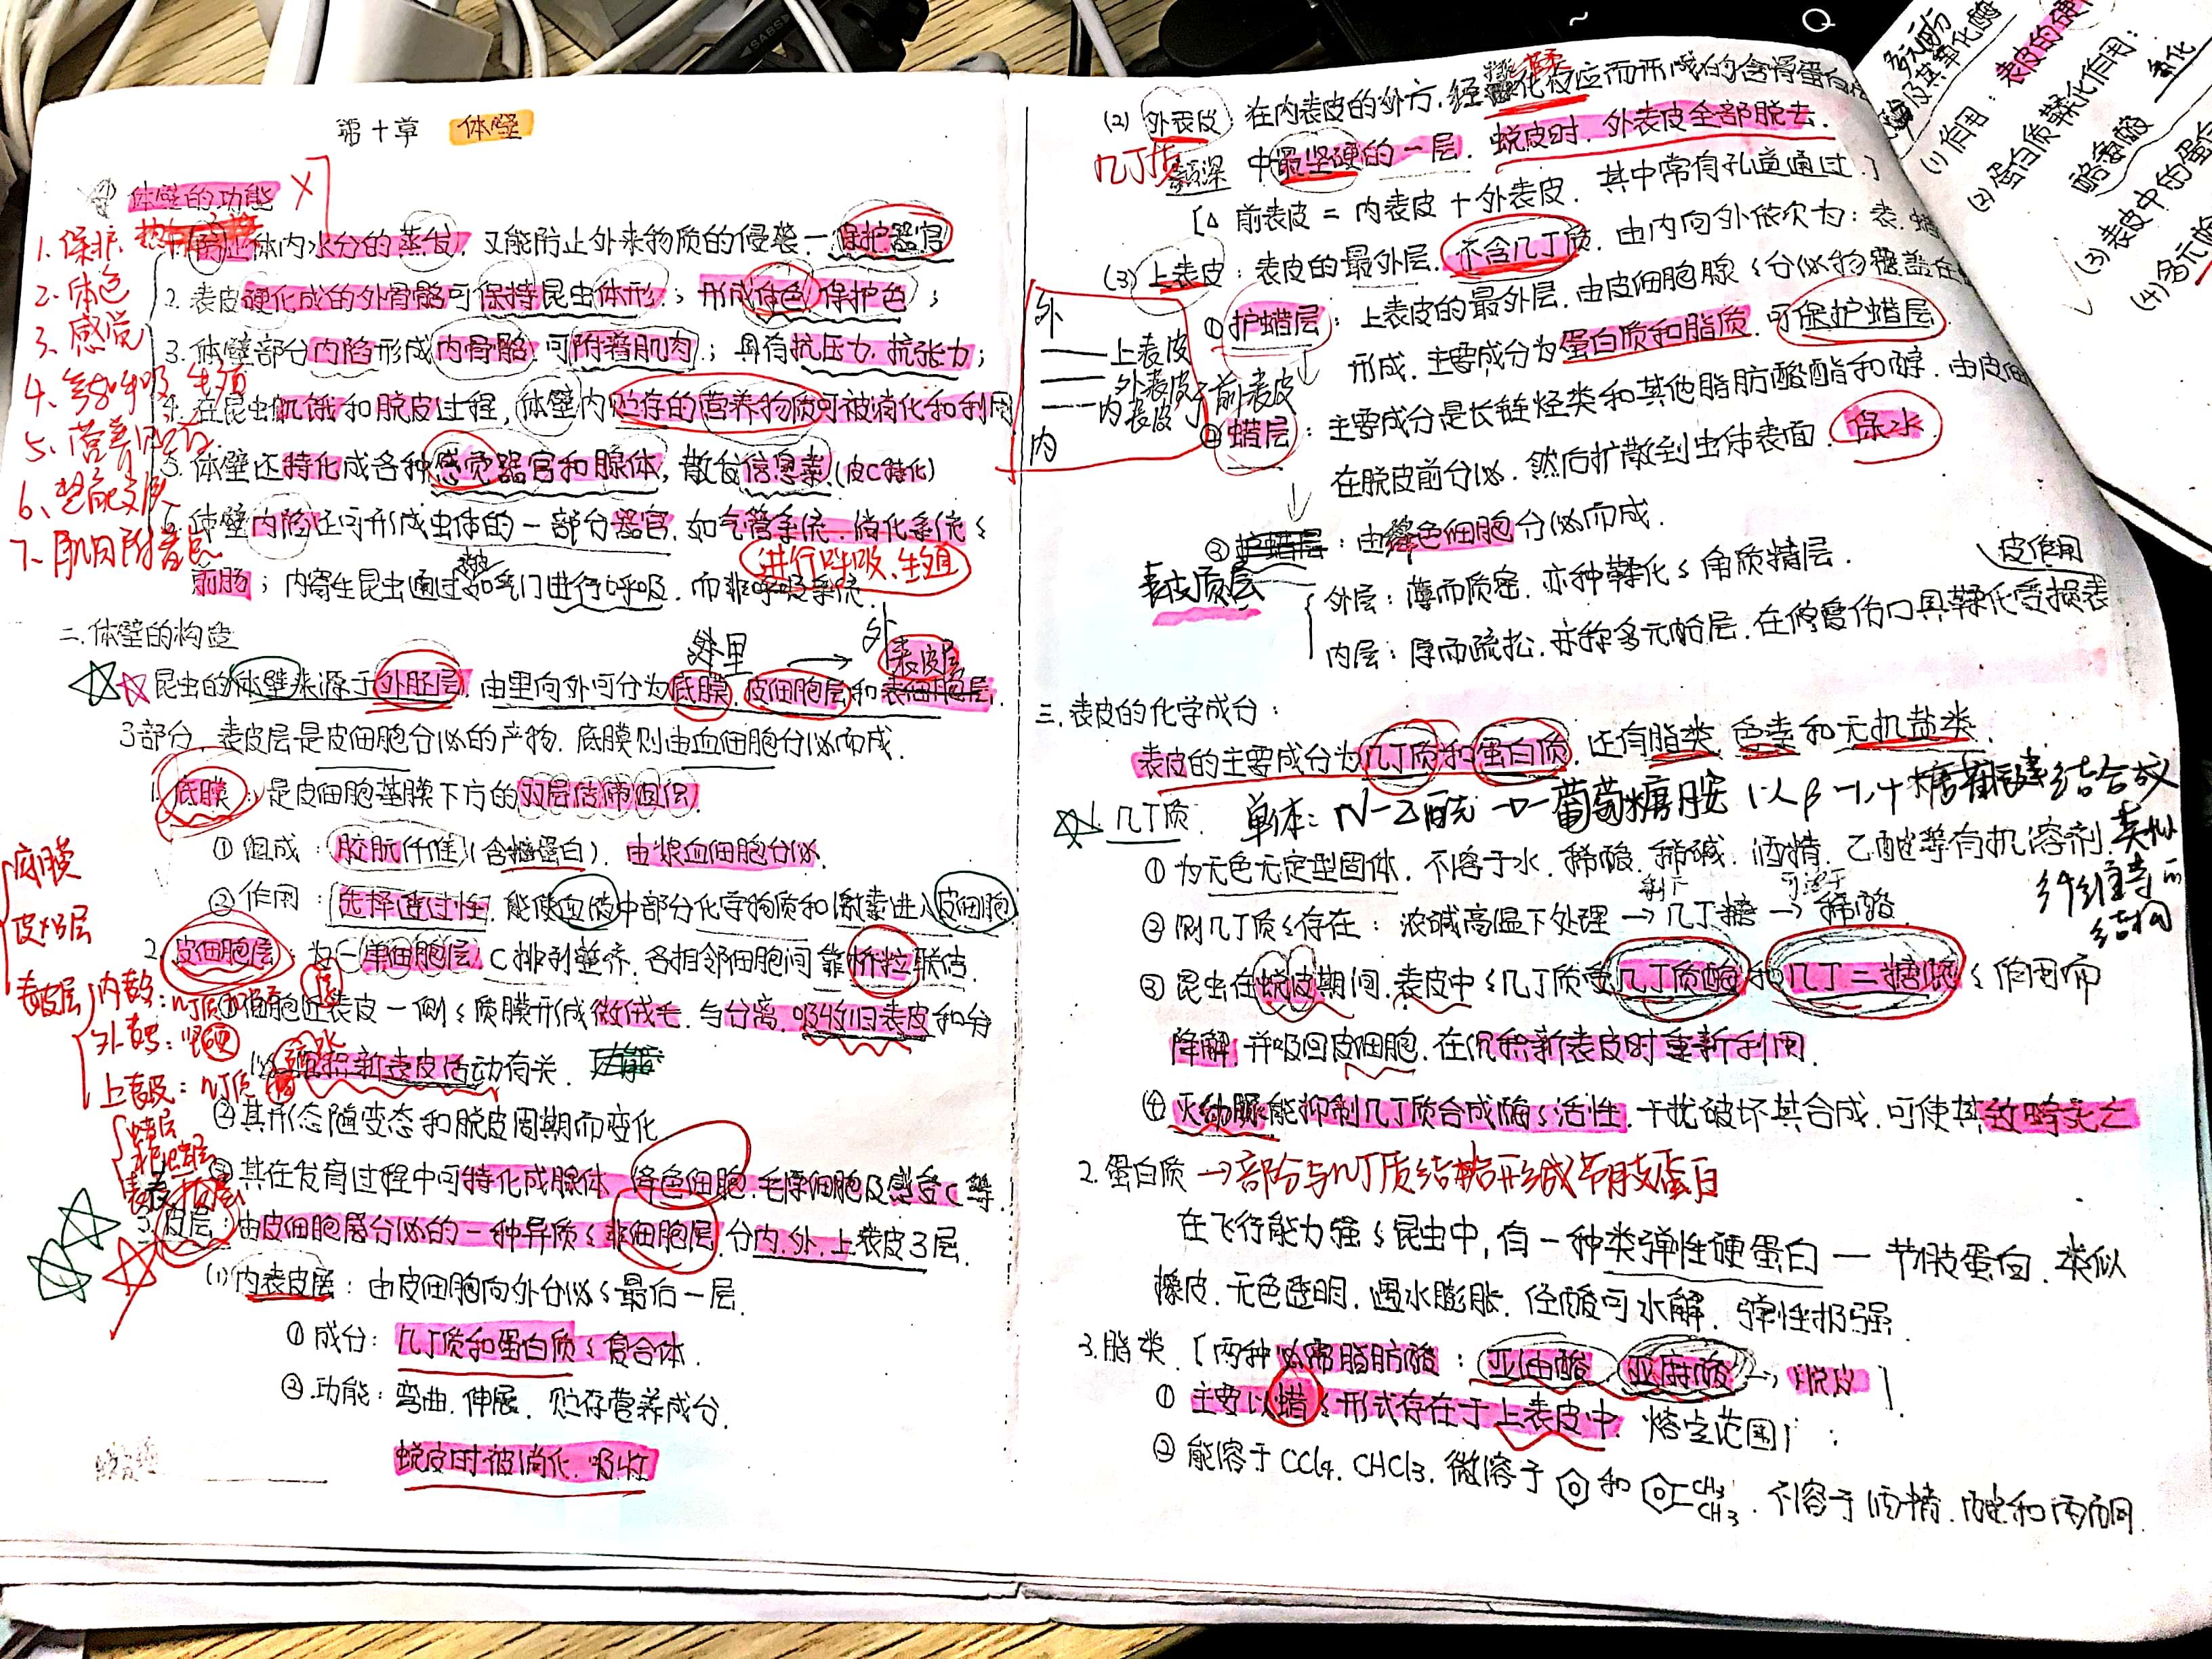 第十章 体壁
体壁的功能
1. 保护
2. 体色
3. 感觉
4. 呼吸 生殖
5. 营养贮存
6.
7. 肌肉附着点
1. 防止体内水分的蒸发, 又能防止外来物质的侵袭 — 保护器官
2. 表皮硬化成的外骨骼可保持昆虫体形; 形成体色 保护色;
3. 体壁部分内陷形成内骨骼, 可附着肌肉; 具有抗压力. 抗张力;
4. 在昆虫饥饿和脱皮过程, 体壁内贮存的营养物质可被消化和利用
5. 体壁还特化成各种感觉器官和腺体, 散发信息素 (皮C特化)
6. 体壁内陷还可形成虫体的一部分器官, 如气管系统. 消化系统的
前肠; 内寄生昆虫通过 气门进行呼吸. 而非呼吸系统.
进行呼吸、生殖
二. 体壁的构造
里 → 外
昆虫的体壁来源于外胚层. 由里向外可分为底膜. 皮细胞层和 表皮层
3部分. 表皮层是皮细胞分泌的产物. 底膜则由血细胞分泌而成.
1. 底膜: 是皮细胞基膜下方的双层结缔组织.
① 组成: 胶原(纤维)(含糖蛋白). 由浆血细胞分泌.
② 作用: 选择通过性. 能使血液中部分化学物质和激素进入皮细胞
底膜
皮C层
表皮层
内表:
外表: 坚硬
上表皮: 几丁质
蜡层
护蜡层
2. 皮细胞层: 为一单细胞层 C排列整齐. 各相邻细胞间靠桥粒联结
①细胞近表皮一侧的质膜形成微绒毛. 与分离. 吸收旧表皮和分
泌 沉积新表皮活动有关.
②其形态随变态和脱皮周期而变化
③其在发育过程中可特化成腺体. 绛色细胞. 毛原细胞及感觉C等.
3. 皮层: 由皮细胞层分泌的一种异质的非细胞层. 分内. 外. 上表皮3层.
(1) 内表皮层: 由皮细胞向外分泌的最后一层.
① 成分: 几丁质和蛋白质的复合体.
② 功能: 弯曲. 伸展. 贮存营养成分.
蜕皮时被消化. 吸收
(2) 外表皮: 在内表皮的外方. 经 鞣化反应而形成的含骨蛋白
几丁质 中最坚硬的一层. 蜕皮时. 外表皮全部脱去.
色深
[△ 前表皮 = 内表皮 + 外表皮. 其中常有孔道通过.]
(3) 上表皮: 表皮的最外层. 不含几丁质. 由内向外依次为: 表. 蜡
外
上表皮
外表皮
内表皮
前表皮
内
① 护蜡层: 上表皮的最外层. 由皮细胞腺的分泌物覆盖在
形成. 主要成分为蛋白质和脂质. 可保护蜡层.
② 蜡层: 主要成分是长链烃类和其他脂肪酸酯和醇. 由皮细
在脱皮前分泌. 然后扩散到虫体表面. 保水
③ 表皮质层: 由绛色细胞分泌而成.
外层: 薄而质密. 亦称鞣化的角质精层.
内层: 厚而疏松. 亦称多元酚层. 在修复伤口具鞣化受损表
皮作用
三. 表皮的化学成分:
表皮的主要成分为几丁质和蛋白质. 还有脂类. 色素和无机盐类.
1. 几丁质. 单体: N-乙酰-D-葡萄糖胺 以β-1,4糖苷键结合成
类似纤维素的结构
① 为无色无定型固体. 不溶于水. 稀酸. 稀碱. 酒精. 乙醚等有机溶剂.
② 测几丁质的存在: 浓碱高温下处理 → 几丁糖 → 稀酸
可溶于
③ 昆虫在蜕皮期间. 表皮中的几丁质受几丁质酶和几丁二糖酶的作用而
降解. 并吸回皮细胞. 在沉积新表皮时重新利用.
④ 灭幼脲能抑制几丁质合成酶的活性. 干扰破坏其合成. 可使其致畸死亡
2. 蛋白质 → 部分与几丁质结合形成节肢蛋白
在飞行能力强的昆虫中, 有一种类弹性硬蛋白 — 节肢蛋白. 类似
橡皮. 无色透明. 遇水膨胀. 经酸可水解. 弹性极强.
3. 脂类. [两种必需脂肪酸: 亚油酸, 亚麻酸 → 脱皮]
① 主要以蜡的形式存在于上表皮中. 熔定范围广;
② 能溶于 CCl4. CHCl3. 微溶于 和 CH3 CH3. 不溶于酒精. 醚和丙酮.
多元酚
及其氧化酶
(1) 作用: 表皮的硬
(2) 蛋白质鞣化作用:
酪氨酸 氧化
(3) 表皮中的蛋
(4) 多元酚